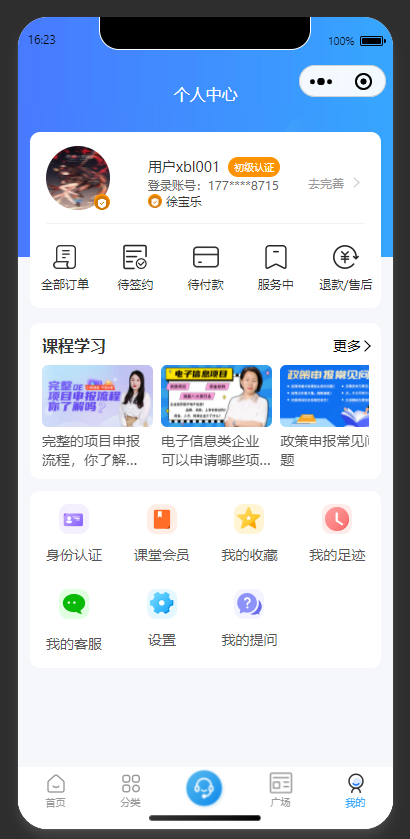 16:23
100%
个人中心
用户xbl001 初级认证
登录账号：177****8715
去完善
徐宝乐
全部订单 待签约 待付款 服务中 退款/售后
课程学习
更多
完整DE
项目申报流程
你了解吗
电子信息项目
政策申报常见问
完整的项目申报
流程，你了解...
电子信息类企业
可以申请哪些项...
政策申报常见问
题
身份认证 课堂会员 我的收藏 我的足迹
我的客服 设置 我的提问
首页 分类 广场 我的